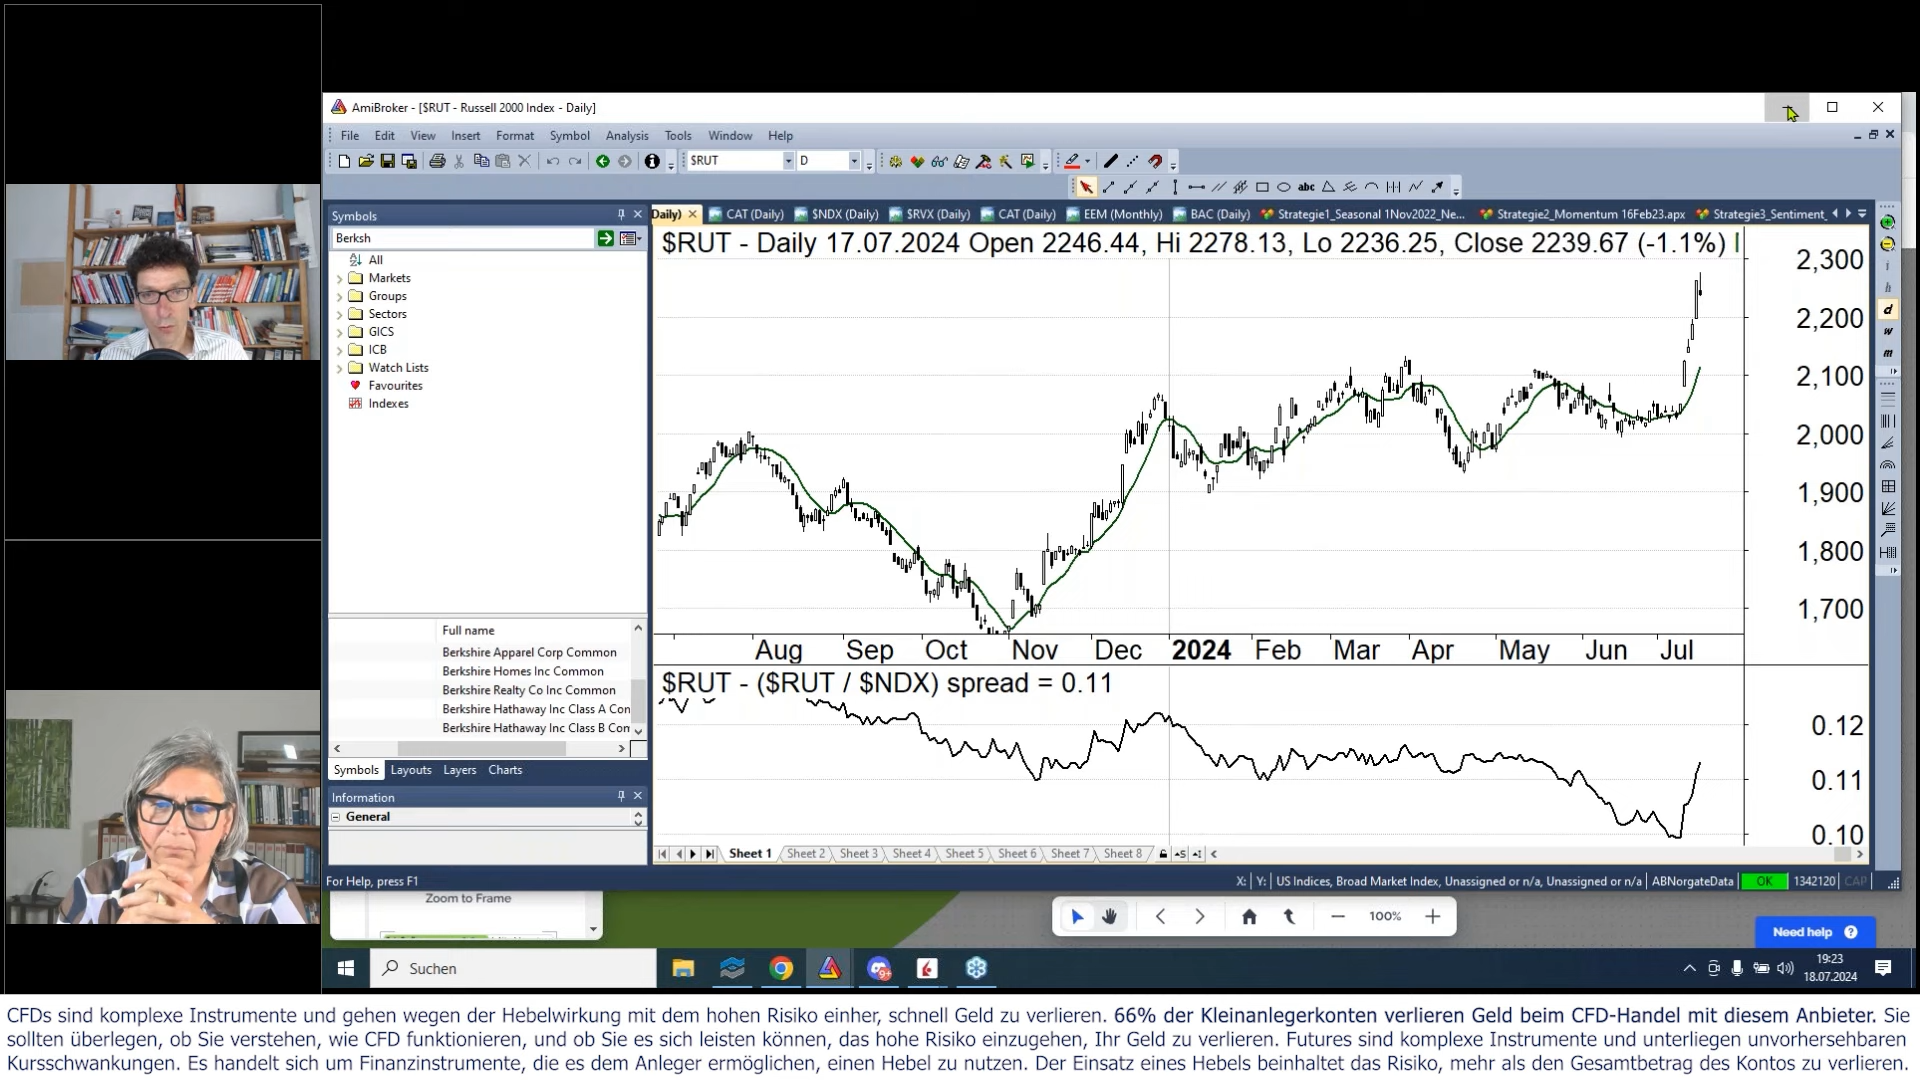 AmiBroker - [$RUT - Russell 2000 Index - Daily]
File Edit View Insert Format Symbol Analysis Tools Window Help
$RUT D
abc
Symbols
Daily) CAT (Daily) $NDX (Daily) $RVX (Daily) CAT (Daily) EEM (Monthly) BAC (Daily) Strategie1_Seasonal 1Nov2022_Ne... Strategie2_Momentum 16Feb23.apx Strategie3_Sentiment_
Berksh
$RUT - Daily 17.07.2024 Open 2246.44, Hi 2278.13, Lo 2236.25, Close 2239.67 (-1.1%)
All
Markets
Groups
Sectors
GICS
ICB
Watch Lists
Favourites
Indexes
2,300
2,200
2,100
2,000
1,900
1,800
1,700
i
h
d
w
m
Aug Sep Oct Nov Dec 2024 Feb Mar Apr May Jun Jul
Full name
Berkshire Apparel Corp Common
Berkshire Homes Inc Common
Berkshire Realty Co Inc Common
Berkshire Hathaway Inc Class A Con
Berkshire Hathaway Inc Class B Com
$RUT - ($RUT / $NDX) spread = 0.11
0.12
0.11
0.10
Symbols Layouts Layers Charts
Information
General
Sheet 1 Sheet 2 Sheet 3 Sheet 4 Sheet 5 Sheet 6 Sheet 7 Sheet 8
For Help, press F1
X: Y: US Indices, Broad Market Index, Unassigned or n/a, Unassigned or n/a ABNorgateData OK 1342120 CAP
Zoom to Frame
100%
Need help ?
Suchen
9+
19:23
18.07.2024
CFDs sind komplexe Instrumente und gehen wegen der Hebelwirkung mit dem hohen Risiko einher, schnell Geld zu verlieren. 66% der Kleinanlegerkonten verlieren Geld beim CFD-Handel mit diesem Anbieter. Sie
sollten überlegen, ob Sie verstehen, wie CFD funktionieren, und ob Sie es sich leisten können, das hohe Risiko einzugehen, Ihr Geld zu verlieren. Futures sind komplexe Instrumente und unterliegen unvorhersehbaren
Kursschwankungen. Es handelt sich um Finanzinstrumente, die es dem Anleger ermöglichen, einen Hebel zu nutzen. Der Einsatz eines Hebels beinhaltet das Risiko, mehr als den Gesamtbetrag des Kontos zu verlieren.